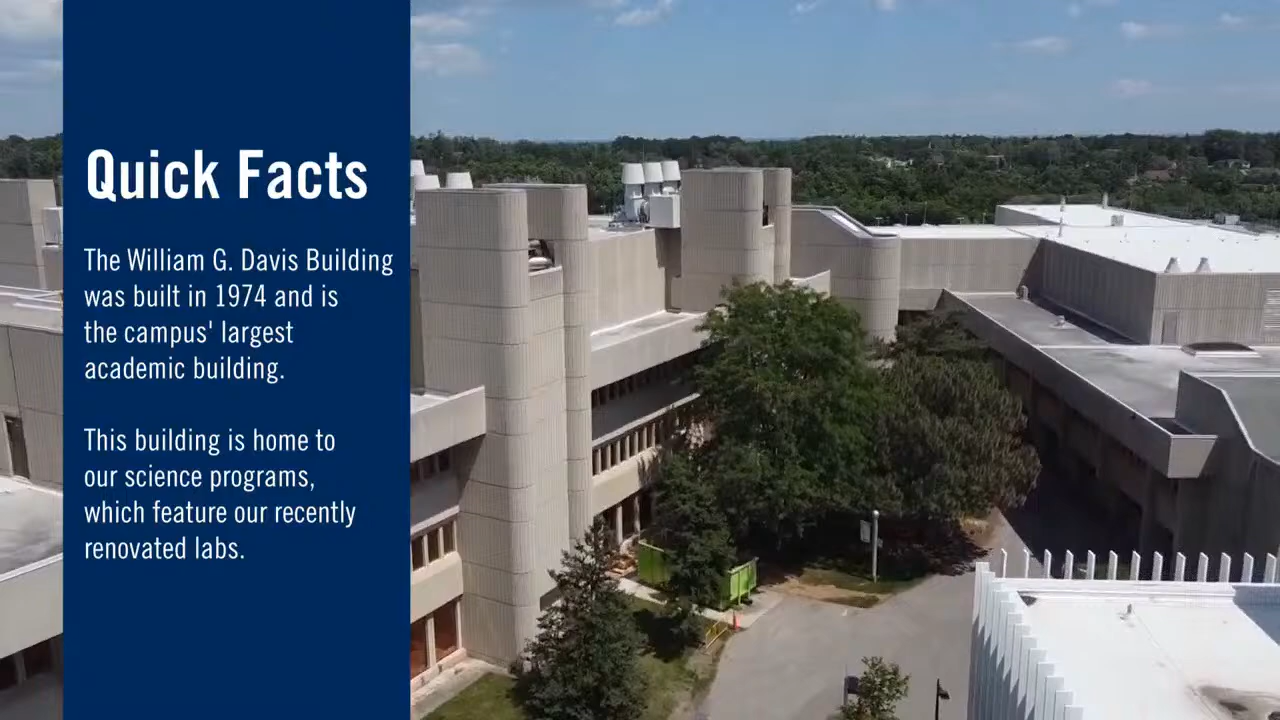 Quick Facts
The William G. Davis Building
was built in 1974 and is
the campus' largest
academic building.
This building is home to
our science programs,
which feature our recently
renovated labs.